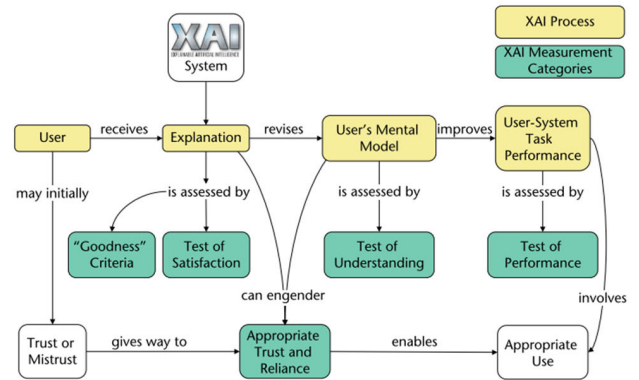 XAI
EXPLAINABLE ARTIFICIAL INTELLIGENCE
System
XAI Process
XAI Measurement
Categories
User
receives
Explanation
revises
User's Mental
Model
improves
User-System
Task
Performance
may initially
is assessed by
is assessed by
is assessed by
"Goodness"
Criteria
Test of
Satisfaction
Test of
Understanding
Test of
Performance
can engender
involves
Trust or
Mistrust
gives way to
Appropriate
Trust and
Reliance
enables
Appropriate
Use